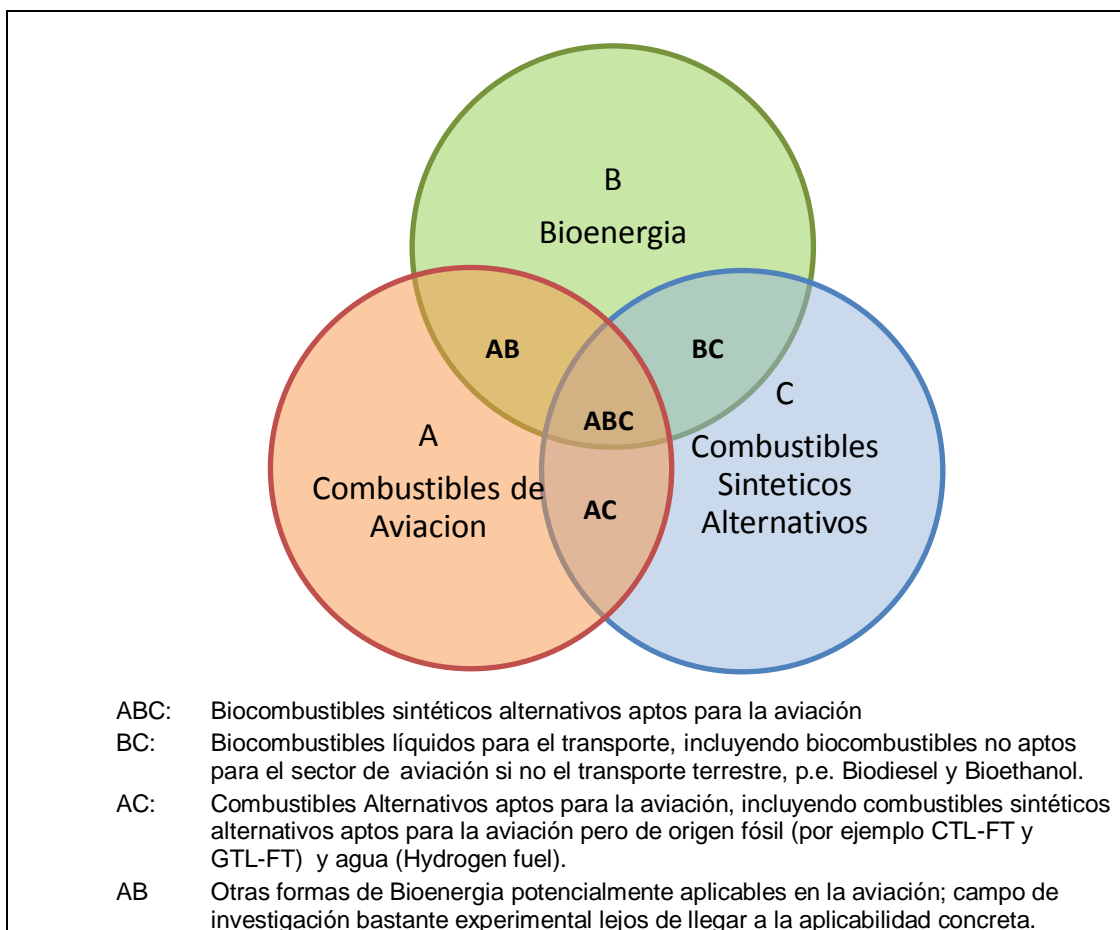 B
Bioenergia
AB
BC
ABC
A
Combustibles de
Aviacion
C
Combustibles
Sinteticos
Alternativos
AC
ABC: Biocombustibles sintéticos alternativos aptos para la aviación
BC: Biocombustibles líquidos para el transporte, incluyendo biocombustibles no aptos
para el sector de aviación si no el transporte terrestre, p.e. Biodiesel y Bioethanol.
AC: Combustibles Alternativos aptos para la aviación, incluyendo combustibles sintéticos
alternativos aptos para la aviación pero de origen fósil (por ejemplo CTL-FT y
GTL-FT) y agua (Hydrogen fuel).
AB Otras formas de Bioenergia potencialmente aplicables en la aviación; campo de
investigación bastante experimental lejos de llegar a la aplicabilidad concreta.